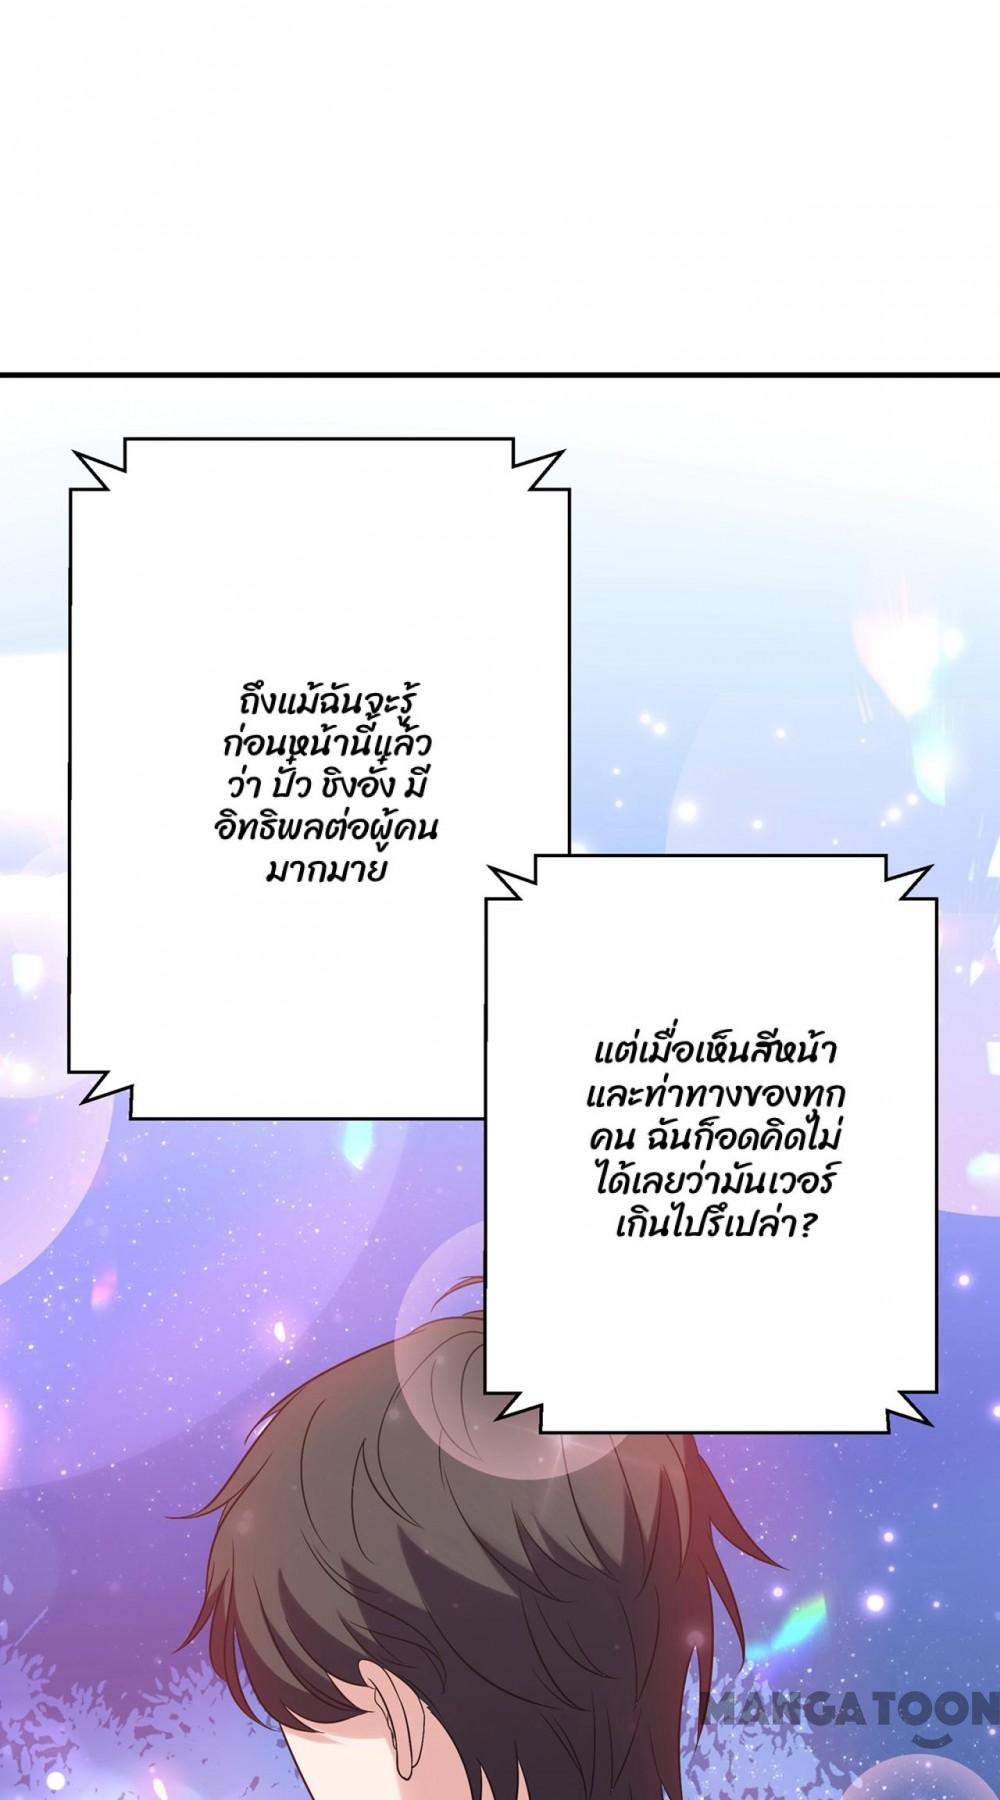 ถึงแม้ฉันจะรู้
ก่อนหน้านี้แล้ว
ว่า ปั๋ว ชิงอั๋ง มี
อิทธิพลต่อผู้คน
มากมาย
แต่เมื่อเห็นสีหน้า
และท่าทางของทุก
คน ฉันก็อดคิดไม่
ได้เลยว่ามันเวอร์
เกินไปรึเปล่า?
MANGATOON